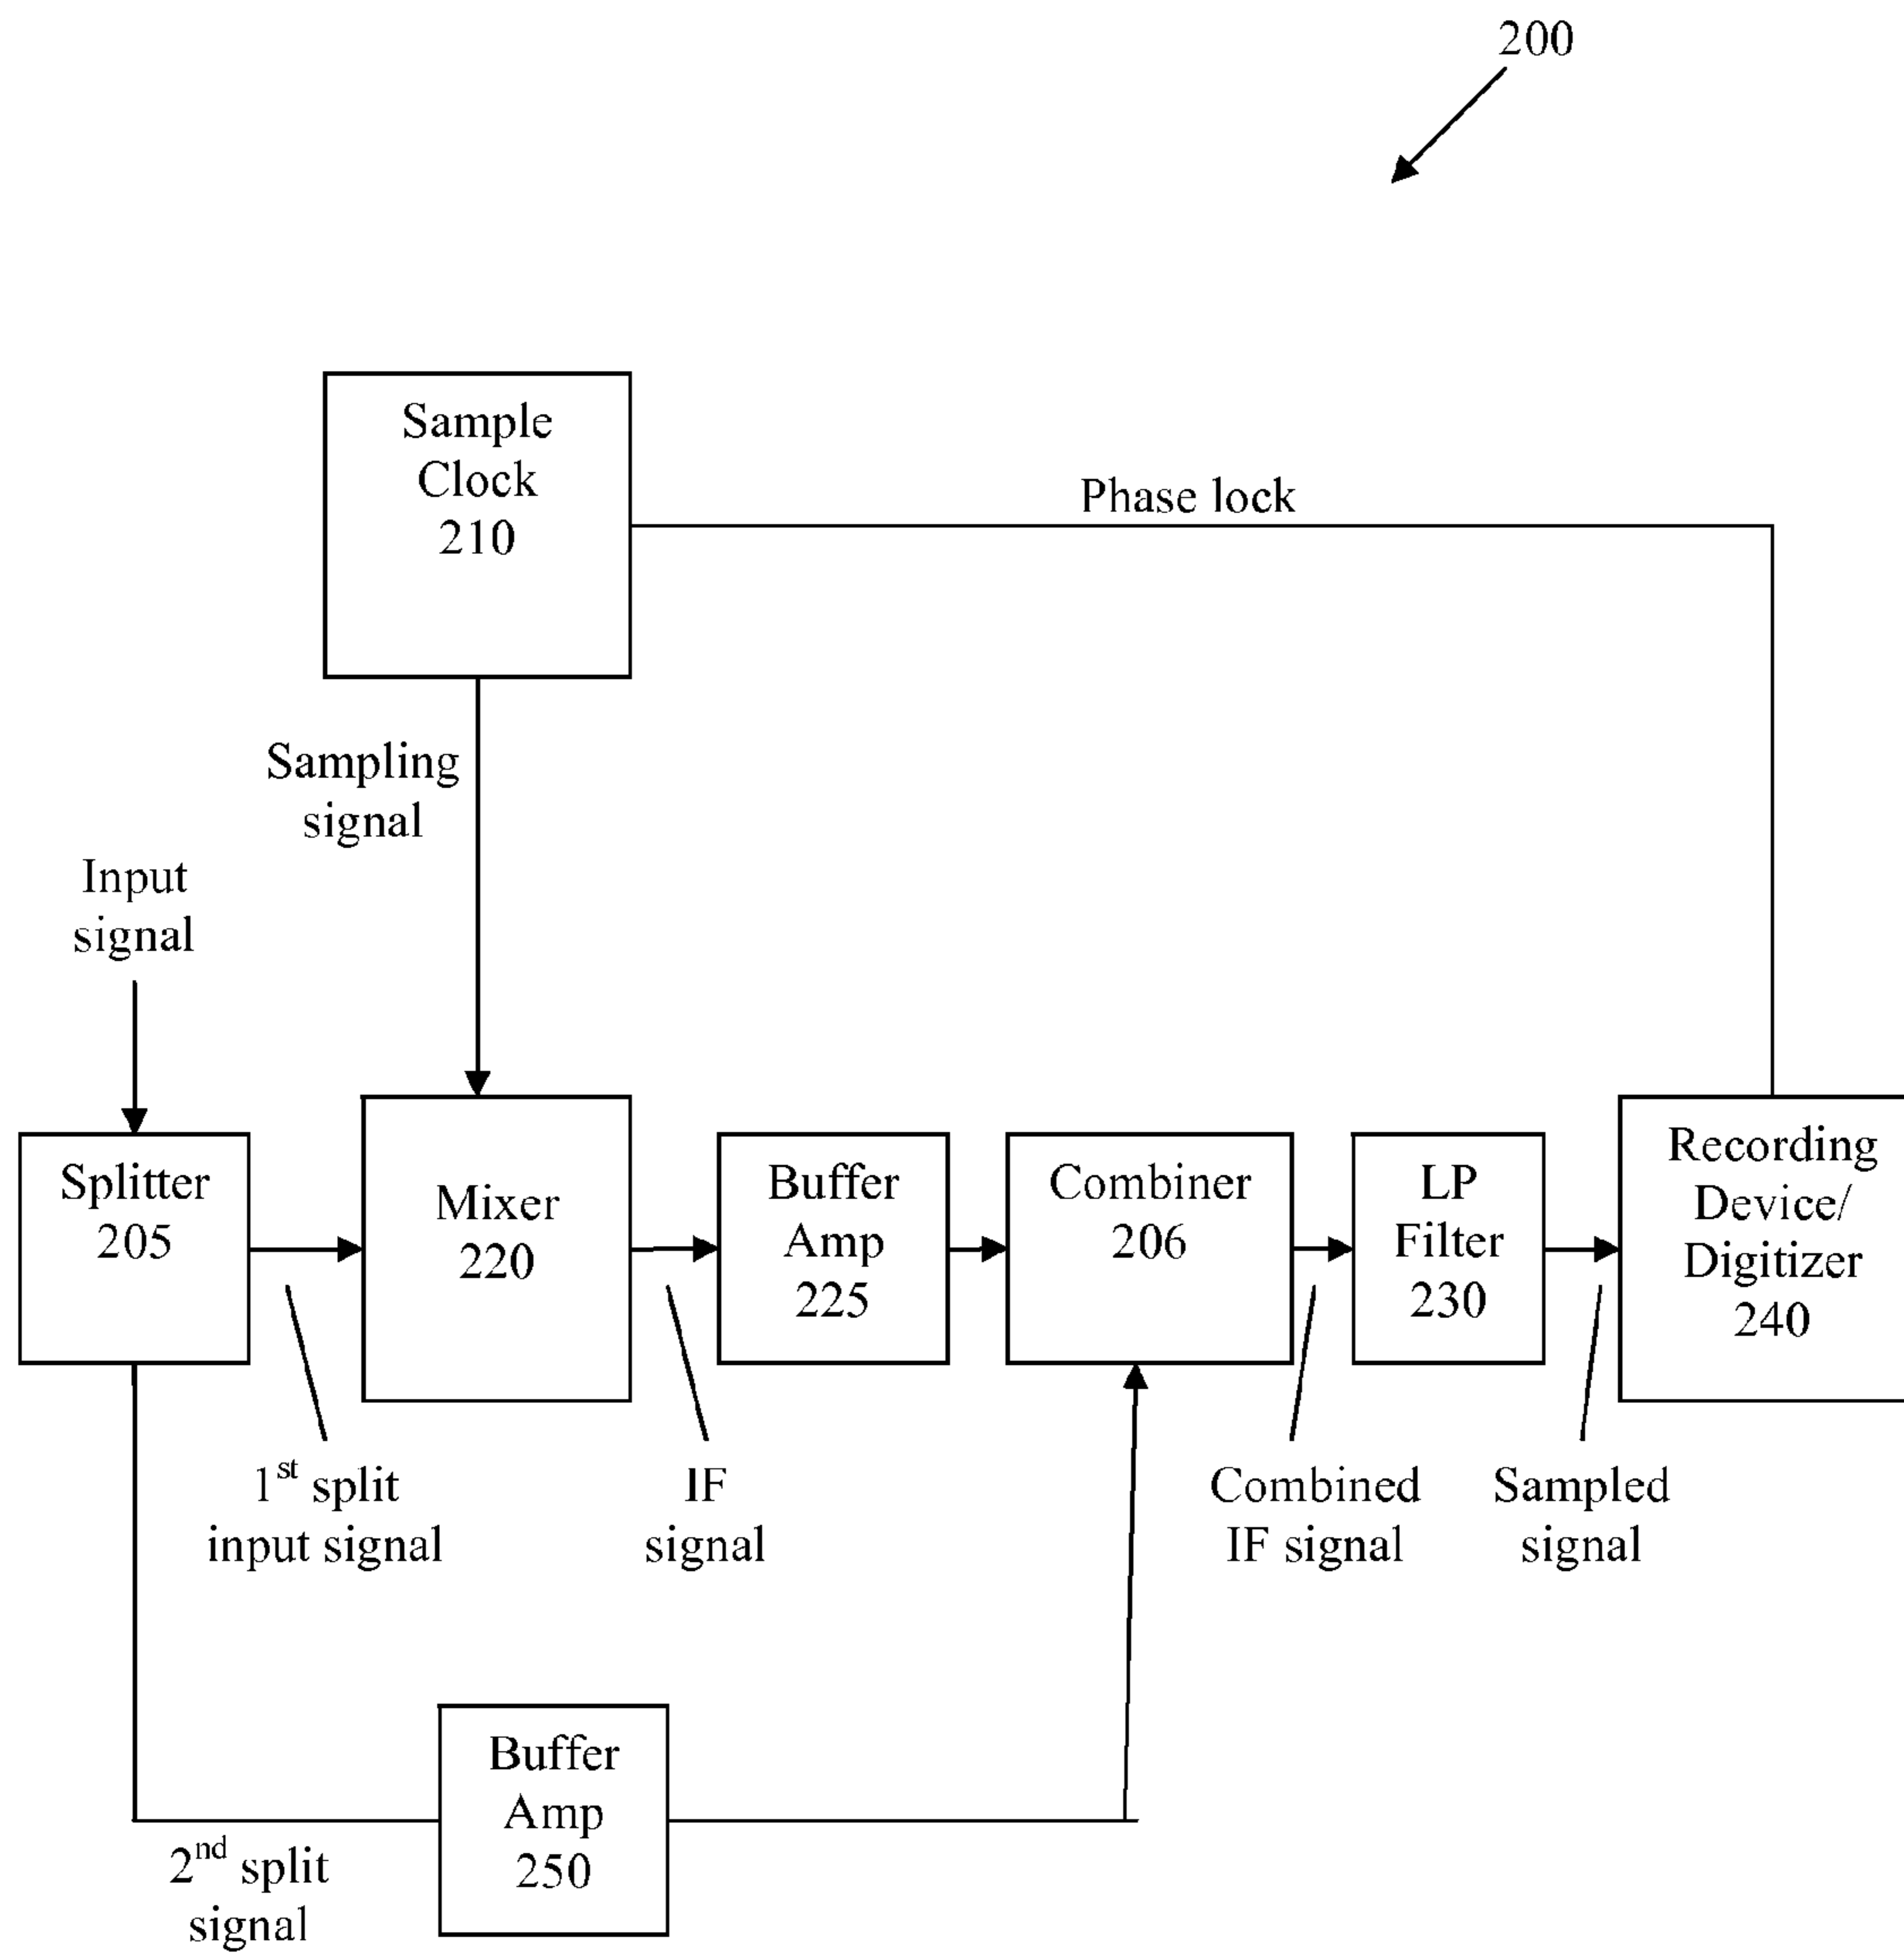 200
Sample
Clock
210
Phase lock
Sampling
signal
Input
signal
Splitter
205
Mixer
220
Buffer
Amp
225
Combiner
206
LP
Filter
230
Recording
Device/
Digitizer
240
1st split
input signal
IF
signal
Combined
IF signal
Sampled
signal
Buffer
Amp
250
2nd split
signal